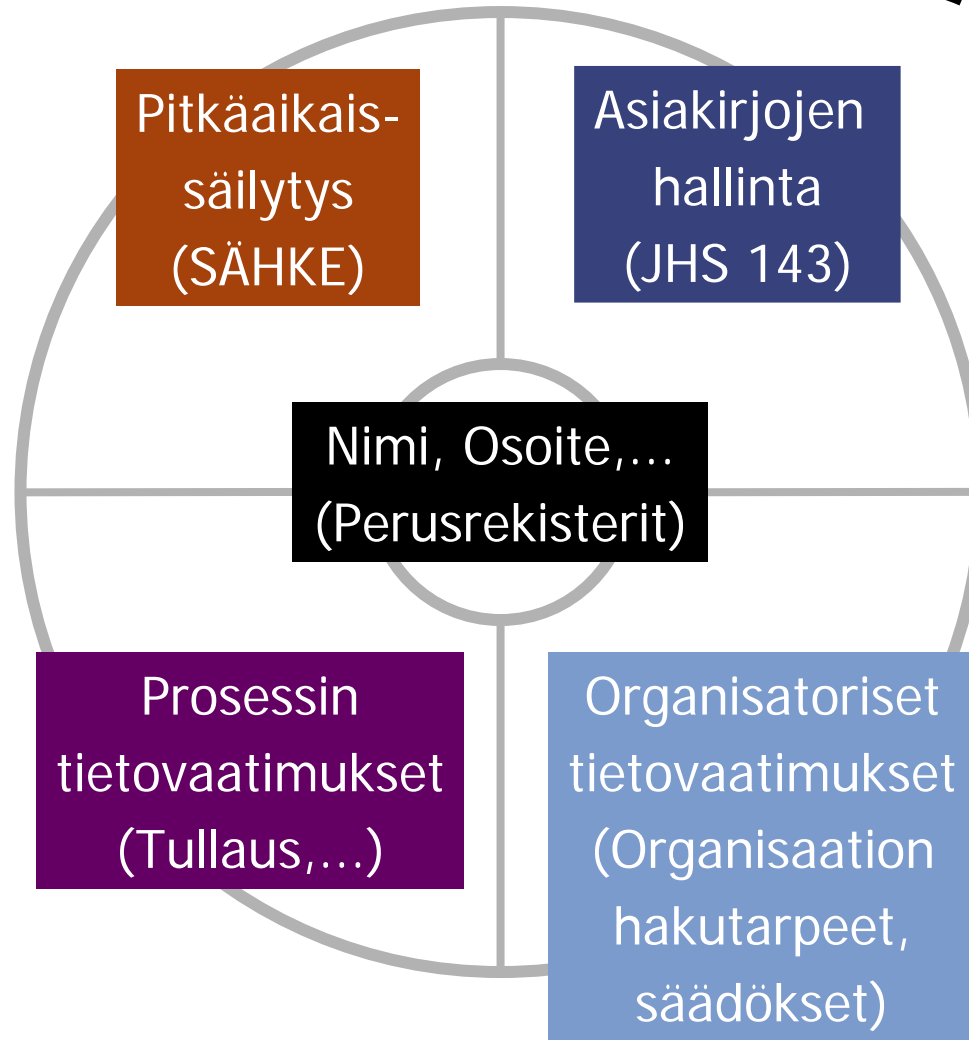 Pitkäaikais-
säilytys
(SÄHKE)
Asiakirjojen
hallinta
(JHS 143)
Nimi, Osoite,...
(Perusrekisterit)
Prosessin
tietovaatimukset
(Tullaus,...)
Organisatoriset
tietovaatimukset
(Organisaation
hakutarpeet,
säädökset)